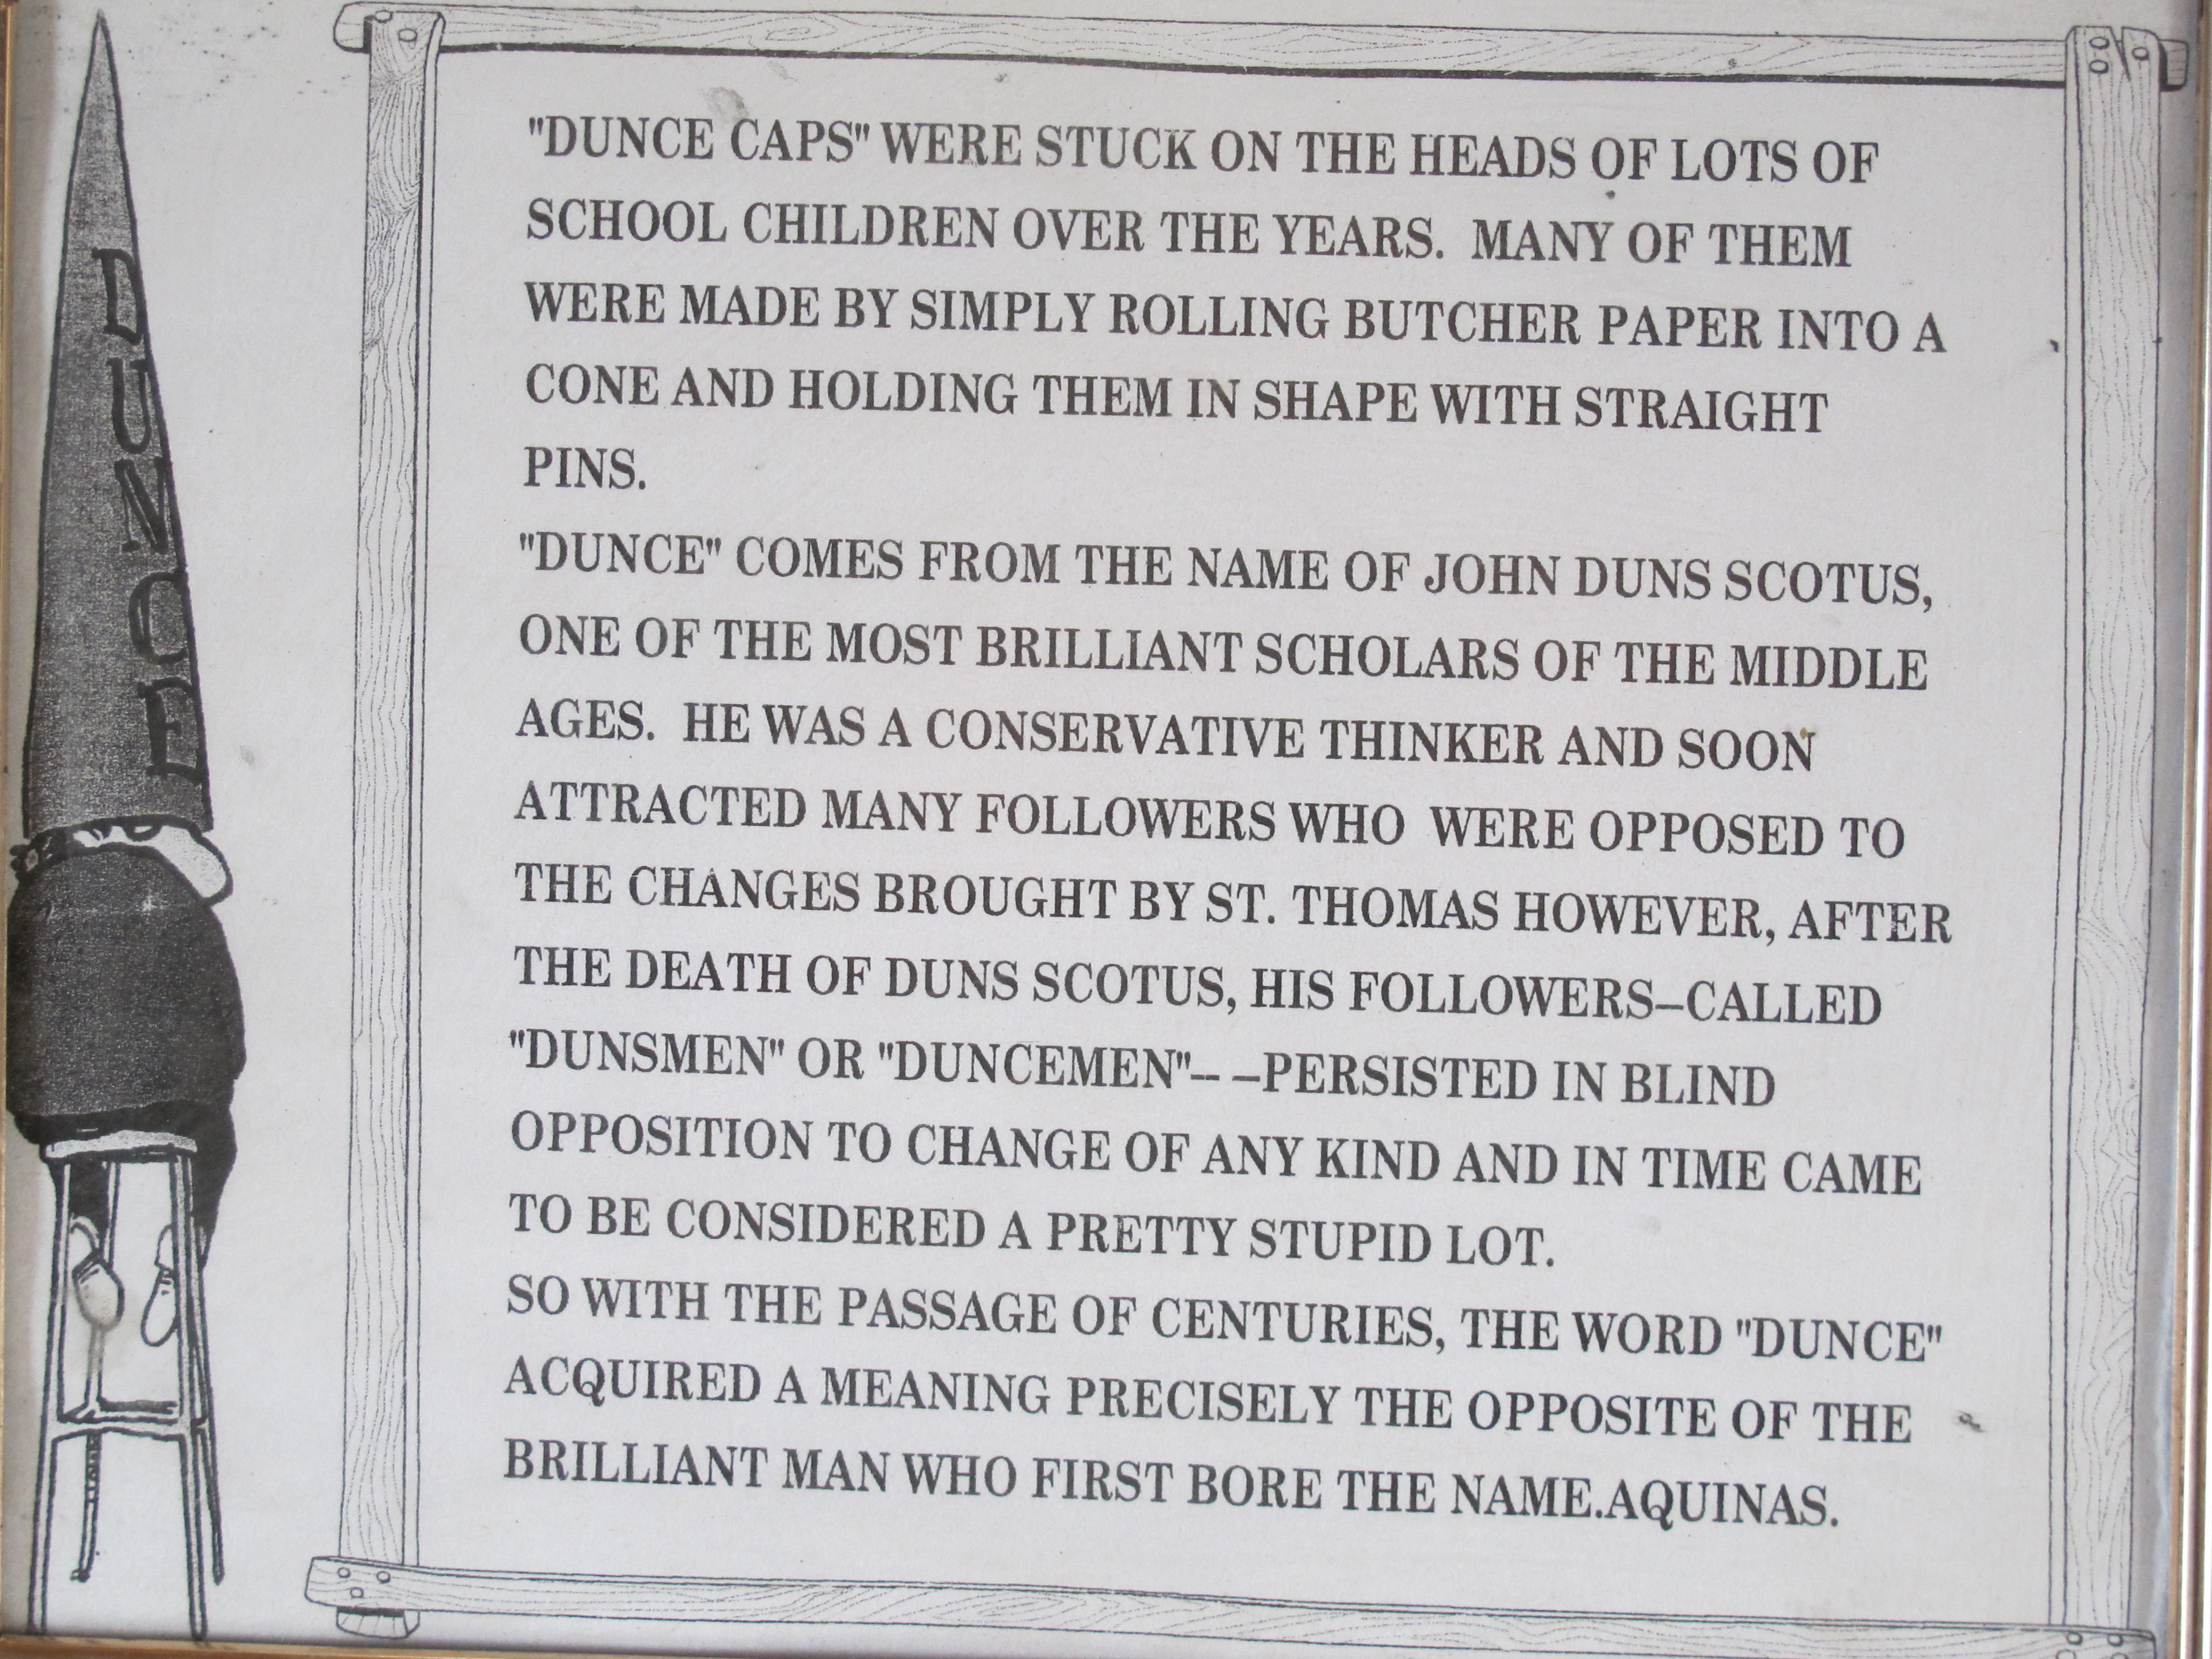 DUNCE
"DUNCE CAPS" WERE STUCK ON THE HEADS OF LOTS OF
SCHOOL CHILDREN OVER THE YEARS. MANY OF THEM
WERE MADE BY SIMPLY ROLLING BUTCHER PAPER INTO A
CONE AND HOLDING THEM IN SHAPE WITH STRAIGHT
PINS.
"DUNCE" COMES FROM THE NAME OF JOHN DUNS SCOTUS,
ONE OF THE MOST BRILLIANT SCHOLARS OF THE MIDDLE
AGES. HE WAS A CONSERVATIVE THINKER AND SOON
ATTRACTED MANY FOLLOWERS WHO WERE OPPOSED TO
THE CHANGES BROUGHT BY ST. THOMAS HOWEVER, AFTER
THE DEATH OF DUNS SCOTUS, HIS FOLLOWERS–CALLED
"DUNSMEN" OR "DUNCEMEN"–- –PERSISTED IN BLIND
OPPOSITION TO CHANGE OF ANY KIND AND IN TIME CAME
TO BE CONSIDERED A PRETTY STUPID LOT.
SO WITH THE PASSAGE OF CENTURIES, THE WORD "DUNCE"
ACQUIRED A MEANING PRECISELY THE OPPOSITE OF THE
BRILLIANT MAN WHO FIRST BORE THE NAME.AQUINAS.